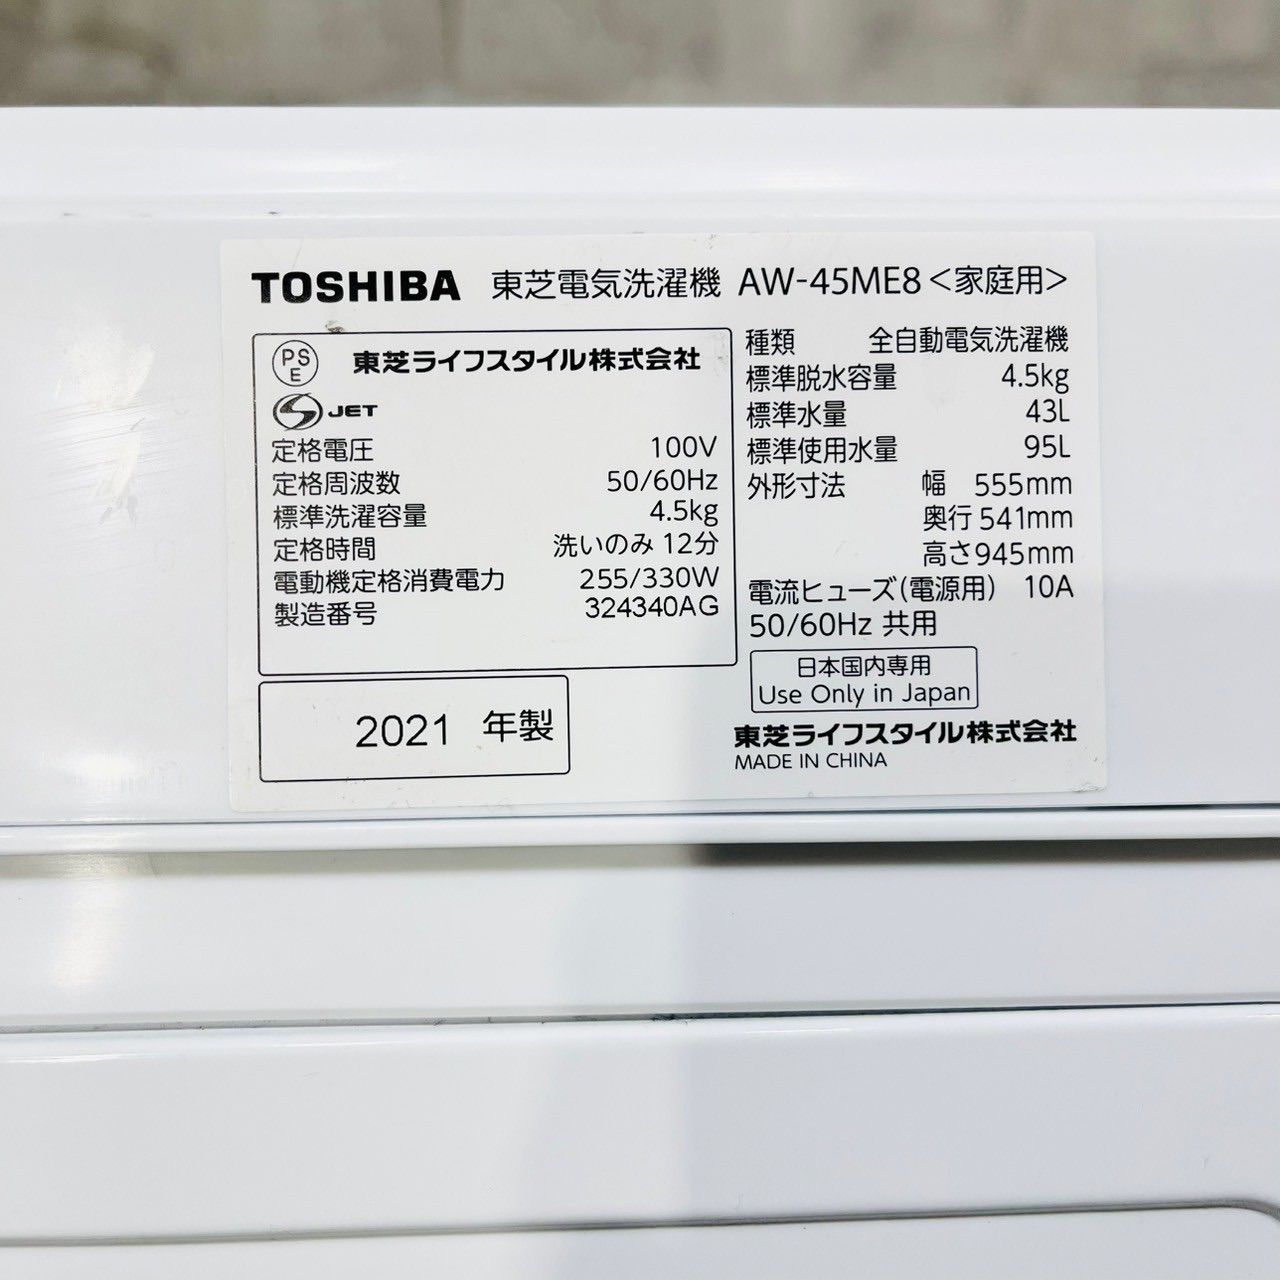 TOSHIBA 東芝電気洗濯機 AW-45ME8<家庭用>
PSE 東芝ライフスタイル株式会社
JET
定格電圧 100V
定格周波数 50/60Hz
標準洗濯容量 4.5kg
定格時間 洗いのみ 12分
電動機定格消費電力 255/330W
製造番号 324340AG
2021 年製
種類 全自動電気洗濯機
標準脱水容量 4.5kg
標準水量 43L
標準使用水量 95L
外形寸法 幅 555mm
奥行 541mm
高さ 945mm
電流ヒューズ(電源用) 10A
50/60Hz 共用
日本国内専用
Use Only in Japan
東芝ライフスタイル株式会社
MADE IN CHINA